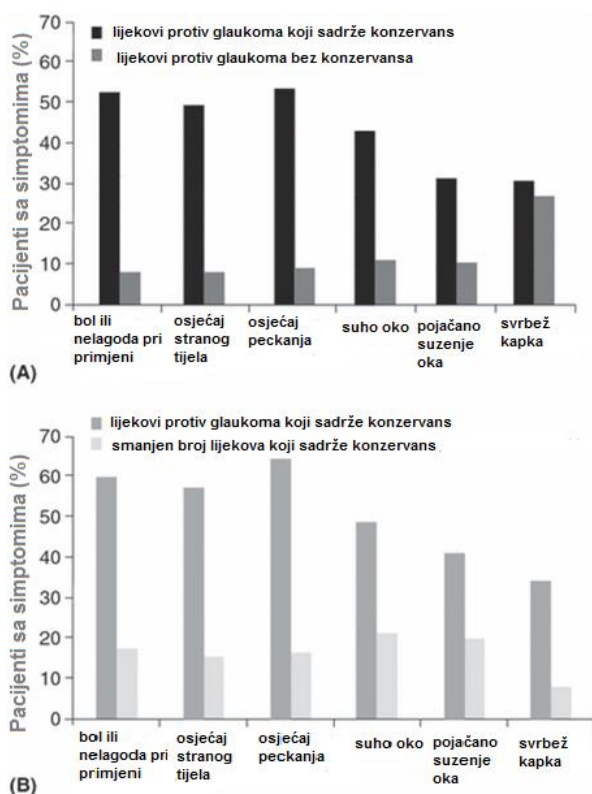 70
60
50
40
30
20
10
0
Pacijenti sa simptomima (%)
lijekovi protiv glaukoma koji sadrže konzervans
lijekovi protiv glaukoma bez konzervansa
bol ili
nelagoda pri
primjeni
osjećaj
stranog
tijela
osjećaj
peckanja
suho oko
pojačano
suzenje
oka
svrbež
kapka
(A)
70
60
50
40
30
20
10
0
Pacijenti sa simptomima (%)
lijekovi protiv glaukoma koji sadrže konzervans
smanjen broj lijekova koji sadrže konzervans
bol ili
nelagoda pri
primjeni
osjećaj
stranog
tijela
osjećaj
peckanja
suho oko
pojačano
suzenje
oka
svrbež
kapka
(B)